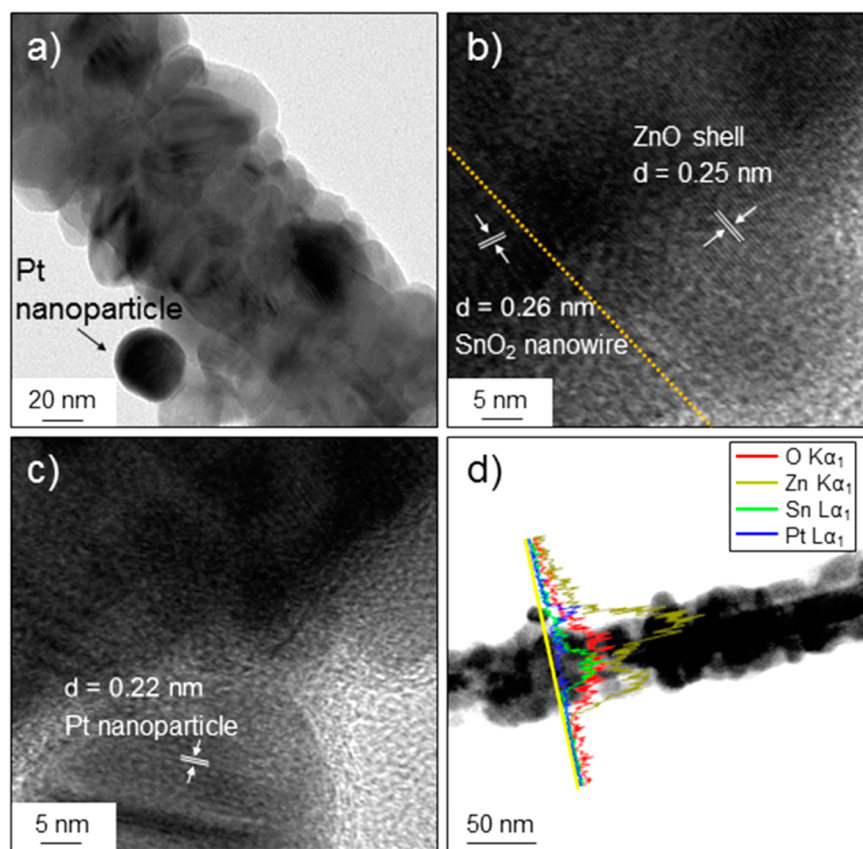 a)
Pt
nanoparticle
20 nm
b)
ZnO shell
d = 0.25 nm
d = 0.26 nm
SnO₂ nanowire
5 nm
c)
d = 0.22 nm
Pt nanoparticle
5 nm
d)
O Kα₁
Zn Kα₁
Sn Lα₁
Pt Lα₁
50 nm